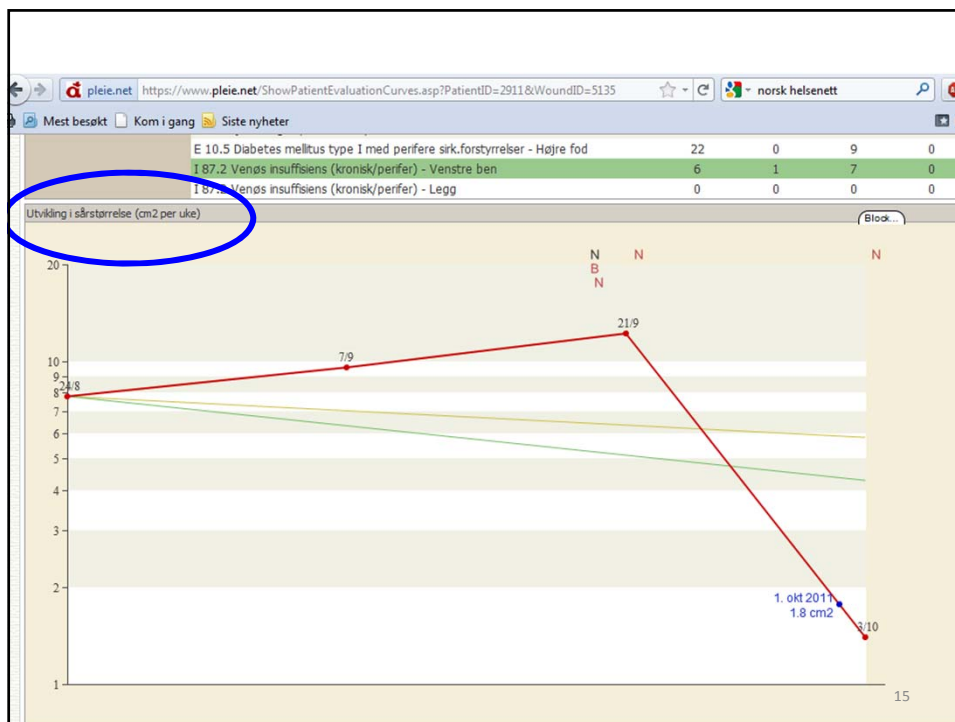 pleie.net https://www.pleie.net/ShowPatientEvaluationCurves.asp?PatientID=2911&WoundID=5135 norsk helsenett
Mest besøkt Kom i gang Siste nyheter
E 10.5 Diabetes mellitus type I med perifere sirk.forstyrrelser - Højre fod 22 0 9 0
I 87.2 Venøs insuffisiens (kronisk/perifer) - Venstre ben 6 1 7 0
I 87.2 Venøs insuffisiens (kronisk/perifer) - Legg 0 0 0 0
Utvikling i sårstørrelse (cm2 per uke) Block...
N N N
B
N
20
21/9
7/9
10
9
24/8
8
7
6
5
4
3
2
1. okt 2011
1.8 cm2
3/10
1
15